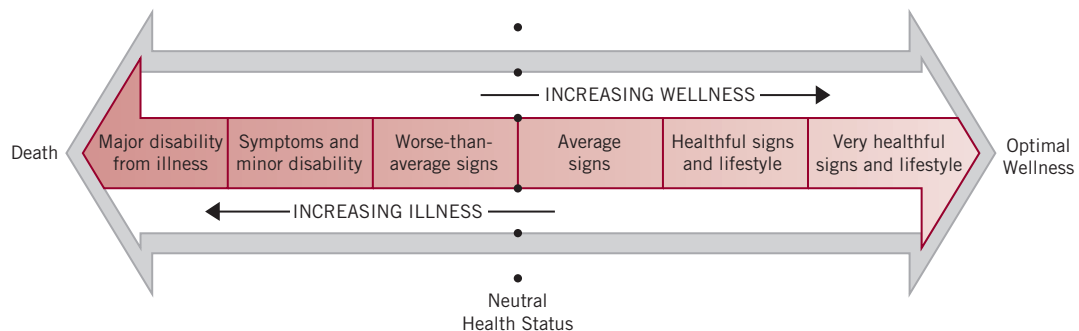 INCREASING WELLNESS
Death
Major disability
from illness
Symptoms and
minor disability
Worse-than-
average signs
Average
signs
Healthful signs
and lifestyle
Very healthful
signs and lifestyle
Optimal
Wellness
INCREASING ILLNESS
Neutral
Health Status